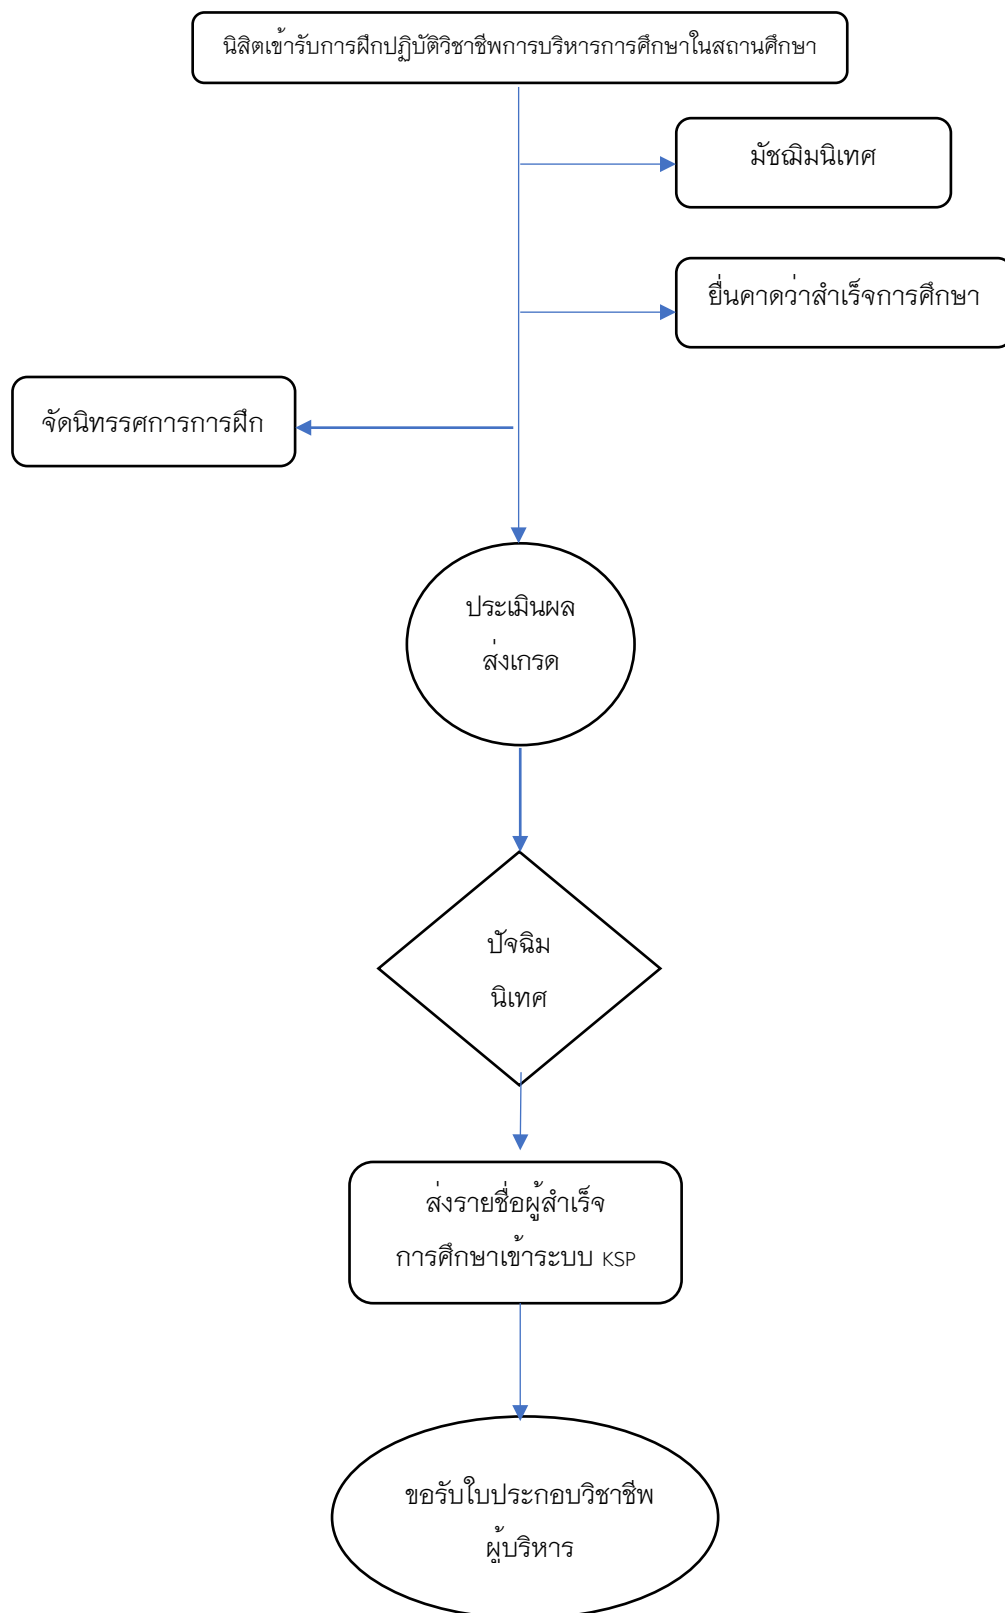 นิสิตเข้ารับการฝึกปฏิบัติวิชาชีพการบริหารการศึกษาในสถานศึกษา
มัชฌิมนิเทศ
ยื่นคาดว่าสำเร็จการศึกษา
จัดนิทรรศการการฝึก
ประเมินผล
ส่งเกรด
ปัจฉิม
นิเทศ
ส่งรายชื่อผู้สำเร็จ
การศึกษาเข้าระบบ KSP
ขอรับใบประกอบวิชาชีพ
ผู้บริหาร